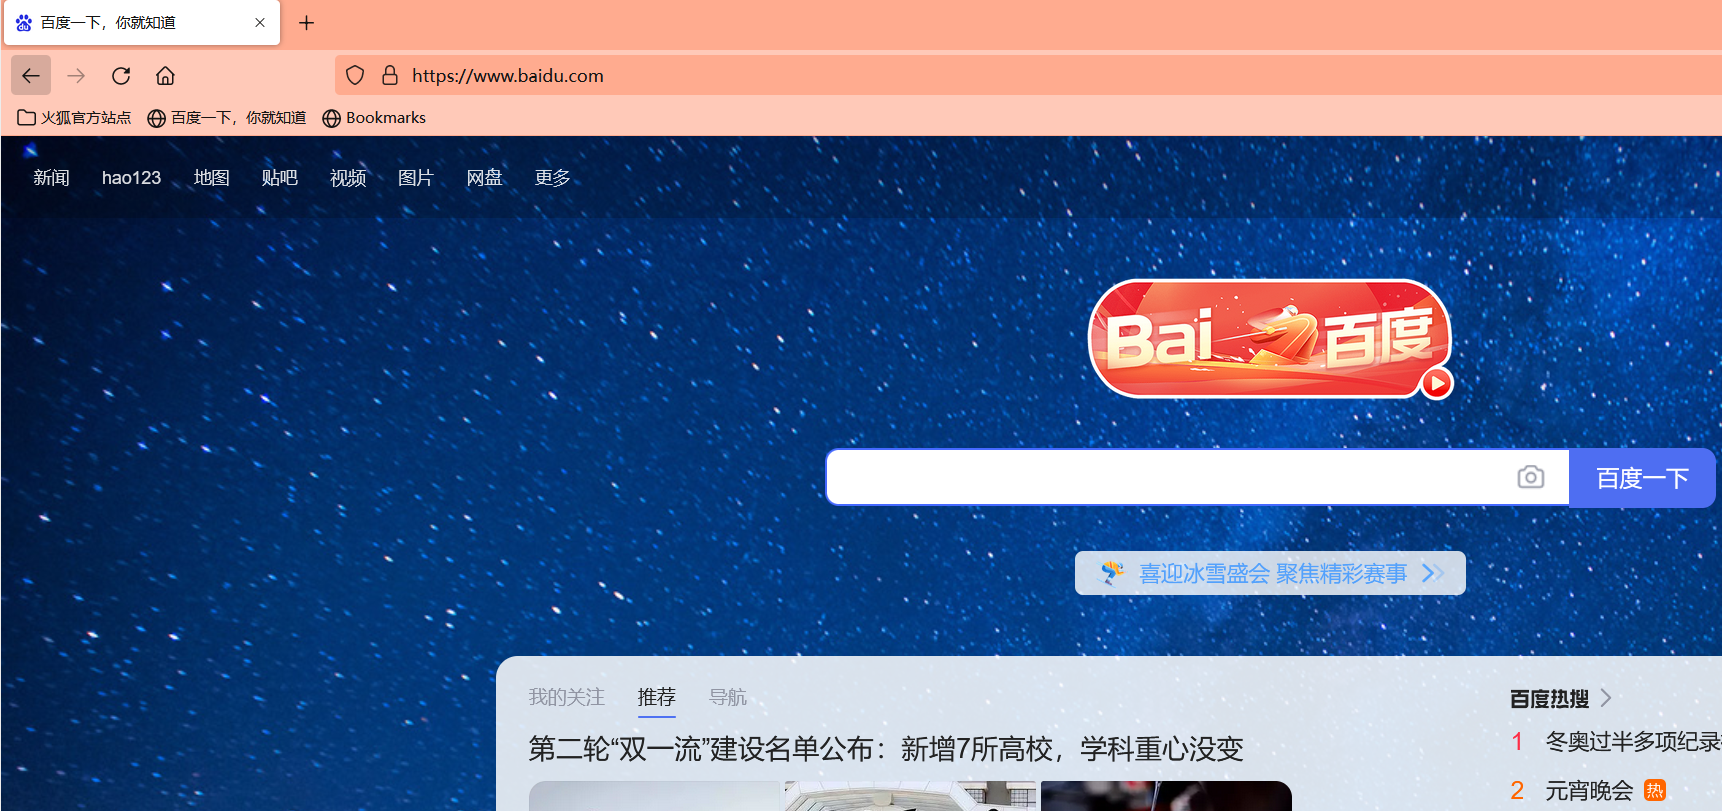 百度一下，你就知道
https://www.baidu.com
火狐官方站点 百度一下，你就知道 Bookmarks
新闻 hao123 地图 贴吧 视频 图片 网盘 更多
Bai 百度
百度一下
喜迎冰雪盛会 聚焦精彩赛事
我的关注 推荐 导航
百度热搜
第二轮“双一流”建设名单公布：新增7所高校，学科重心没变
1 冬奥过半多项纪录
2 元宵晚会 热